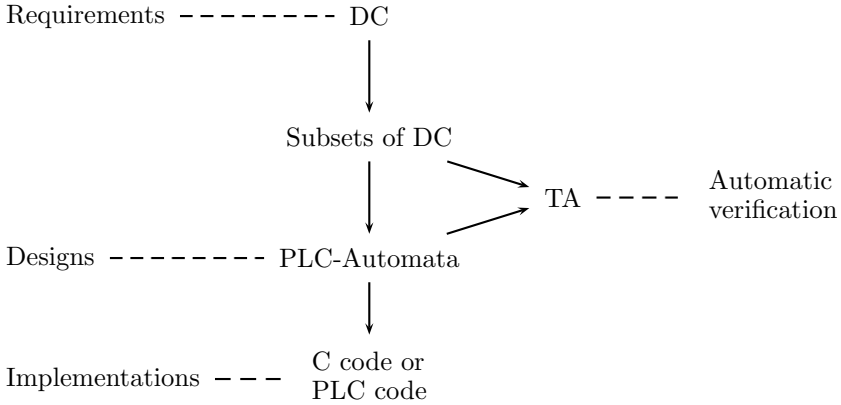 Requirements
DC
Subsets of DC
TA
Automatic
verification
Designs
PLC-Automata
Implementations
C code or
PLC code